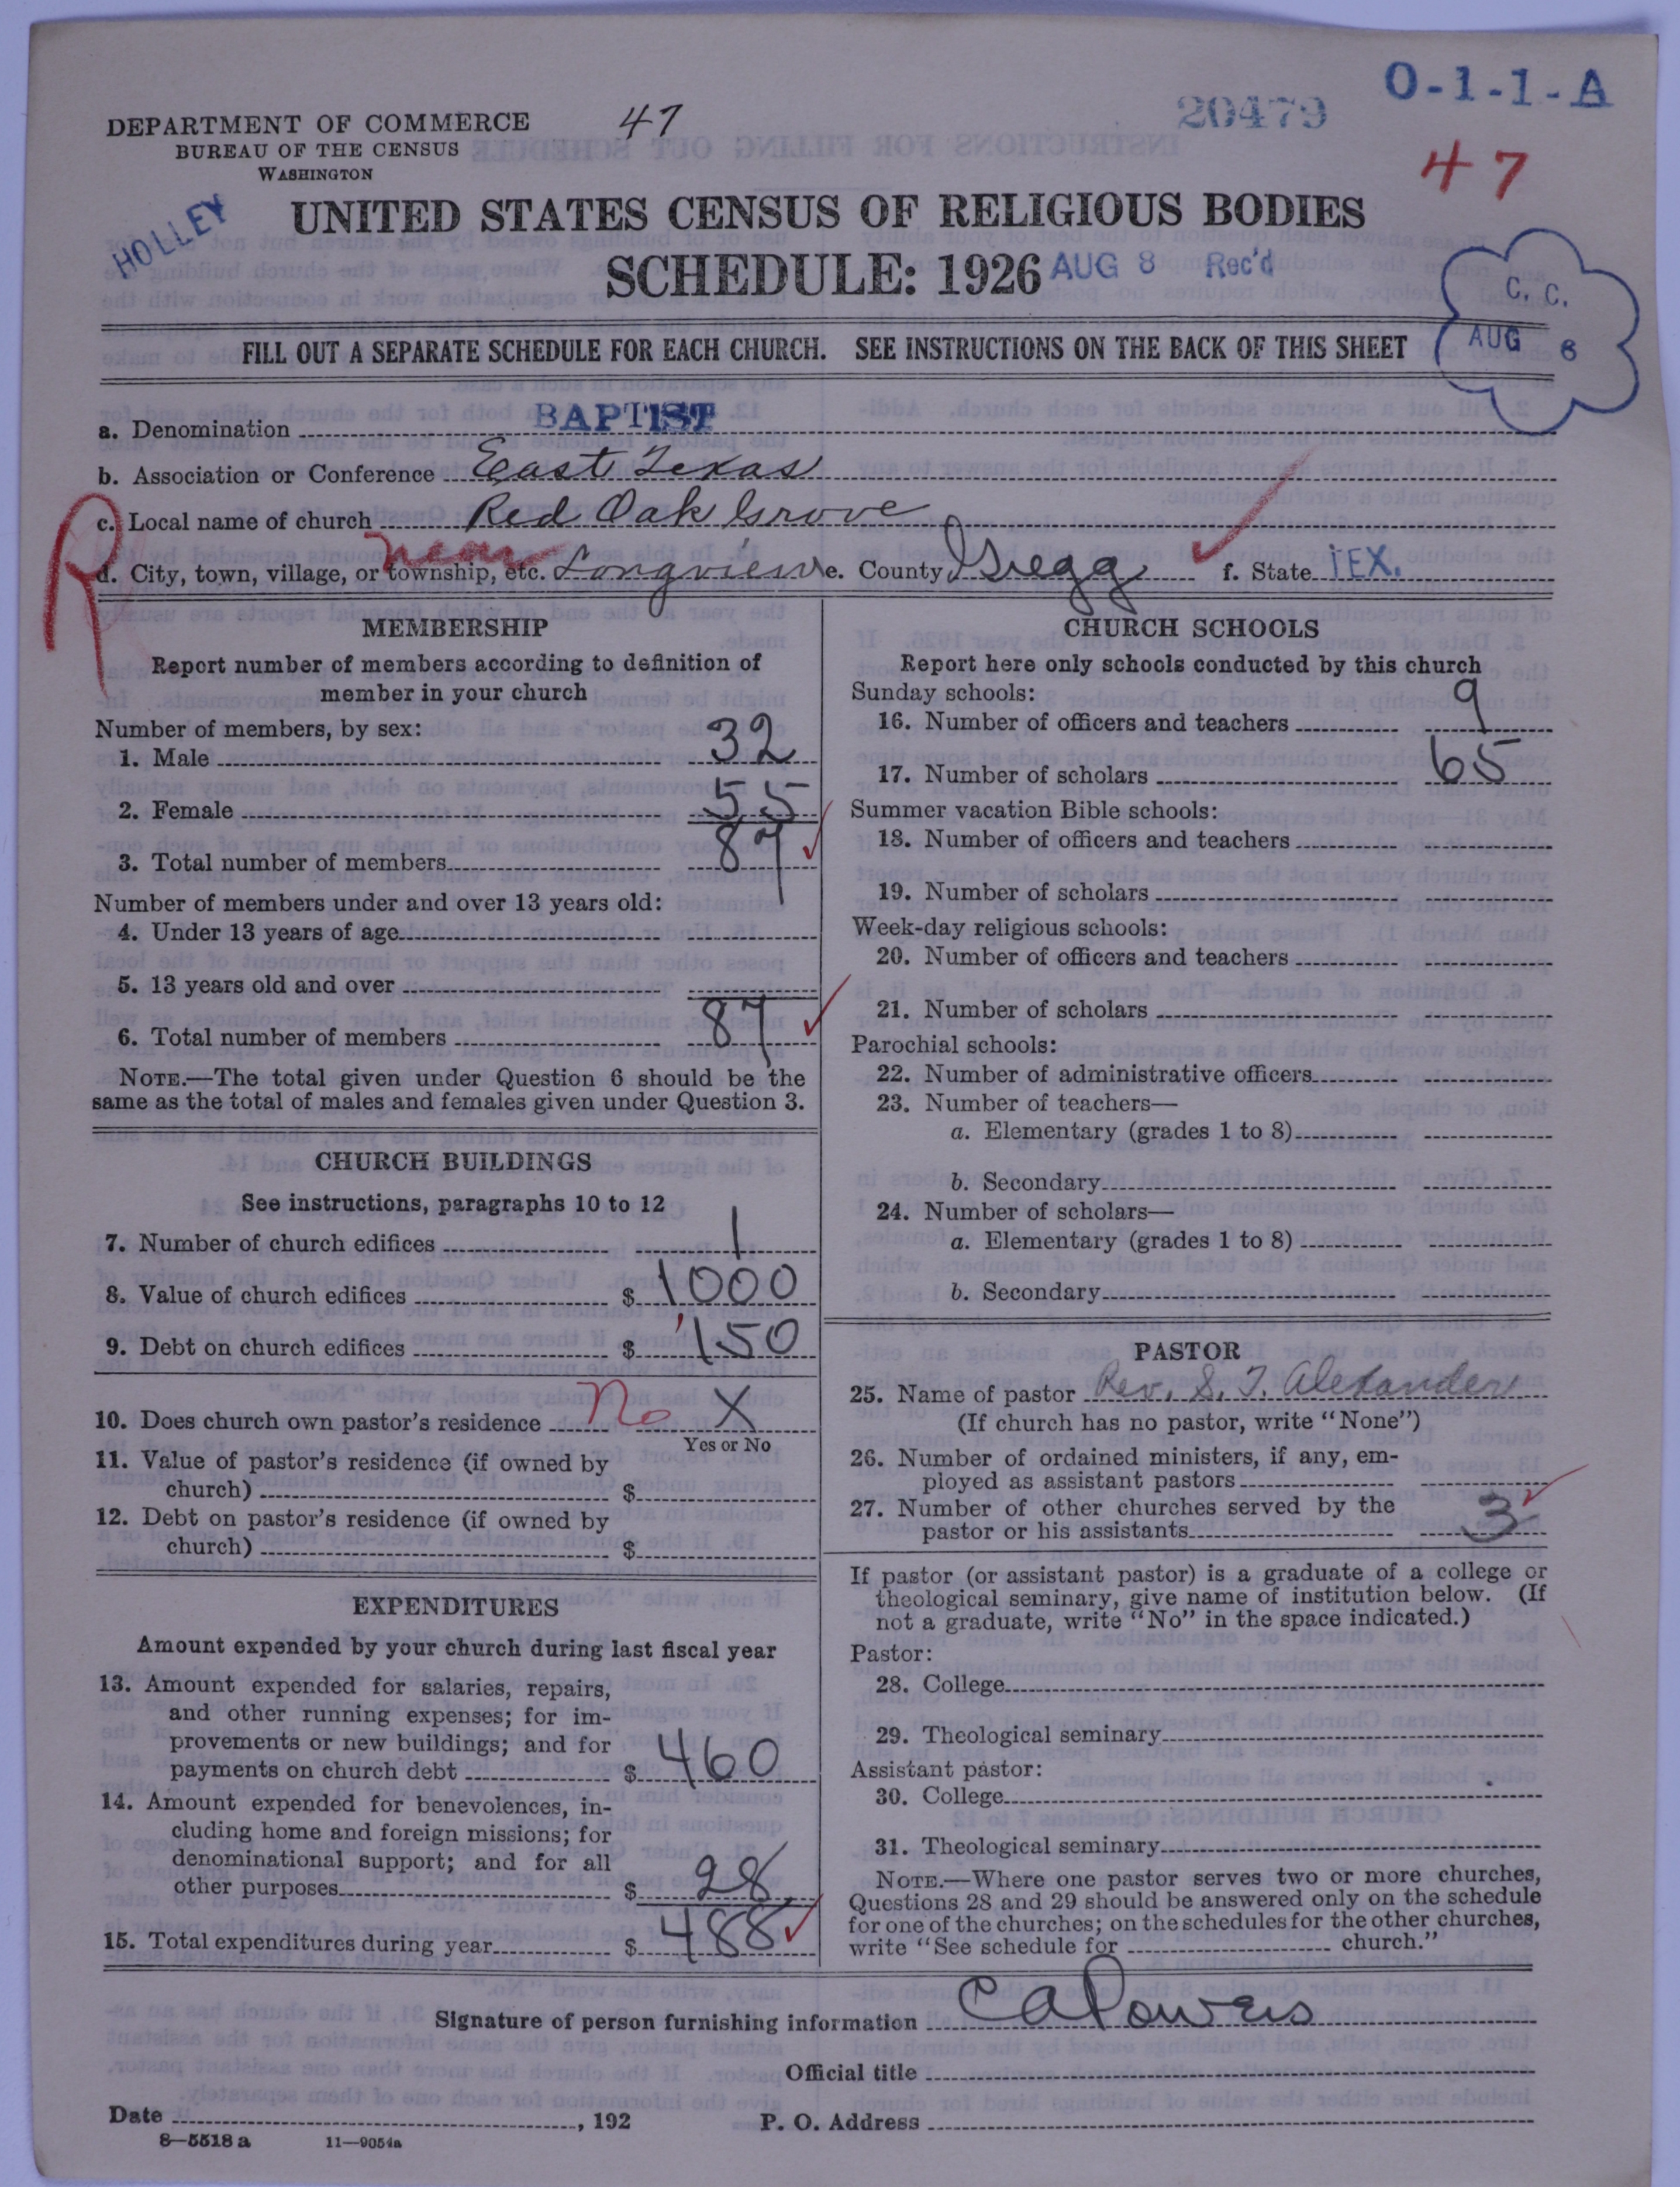 O-1-1-A
20479
47
DEPARTMENT OF COMMERCE
BUREAU OF THE CENSUS
WASHINGTON
47
HOLLEY
UNITED STATES CENSUS OF RELIGIOUS BODIES
SCHEDULE: 1926
AUG 8 Rec'd
C. C.
AUG 6
FILL OUT A SEPARATE SCHEDULE FOR EACH CHURCH. SEE INSTRUCTIONS ON THE BACK OF THIS SHEET
a. Denomination BAPTIST
b. Association or Conference East Texas
R
c. Local name of church Red Oak Grove
d. City, town, village, or township, etc. near Longview e. County Gregg f. State TEX.
MEMBERSHIP
Report number of members according to definition of
member in your church
Number of members, by sex:
1. Male 32
2. Female 55
3. Total number of members 87
Number of members under and over 13 years old:
4. Under 13 years of age
5. 13 years old and over
6. Total number of members 87
NOTE.—The total given under Question 6 should be the
same as the total of males and females given under Question 3.
CHURCH BUILDINGS
See instructions, paragraphs 10 to 12
7. Number of church edifices 1
8. Value of church edifices $ 1000
9. Debt on church edifices $ 150
10. Does church own pastor's residence No X
Yes or No
11. Value of pastor's residence (if owned by
church) $
12. Debt on pastor's residence (if owned by
church) $
EXPENDITURES
Amount expended by your church during last fiscal year
13. Amount expended for salaries, repairs,
and other running expenses; for im-
provements or new buildings; and for
payments on church debt $ 460
14. Amount expended for benevolences, in-
cluding home and foreign missions; for
denominational support; and for all
other purposes $ 28
15. Total expenditures during year $ 488
CHURCH SCHOOLS
Report here only schools conducted by this church
Sunday schools:
16. Number of officers and teachers 9
17. Number of scholars 65
Summer vacation Bible schools:
18. Number of officers and teachers
19. Number of scholars
Week-day religious schools:
20. Number of officers and teachers
21. Number of scholars
Parochial schools:
22. Number of administrative officers
23. Number of teachers—
a. Elementary (grades 1 to 8)
b. Secondary
24. Number of scholars—
a. Elementary (grades 1 to 8)
b. Secondary
PASTOR
25. Name of pastor Rev. S. T. Alexander
(If church has no pastor, write "None")
26. Number of ordained ministers, if any, em-
ployed as assistant pastors
27. Number of other churches served by the
pastor or his assistants 3
If pastor (or assistant pastor) is a graduate of a college or
theological seminary, give name of institution below. (If
not a graduate, write "No" in the space indicated.)
Pastor:
28. College
29. Theological seminary
Assistant pastor:
30. College
31. Theological seminary
NOTE.—Where one pastor serves two or more churches,
Questions 28 and 29 should be answered only on the schedule
for one of the churches; on the schedules for the other churches,
write "See schedule for church."
Signature of person furnishing information C A Powers
Official title
Date , 192 P. O. Address
8—5518 a 11—9054a